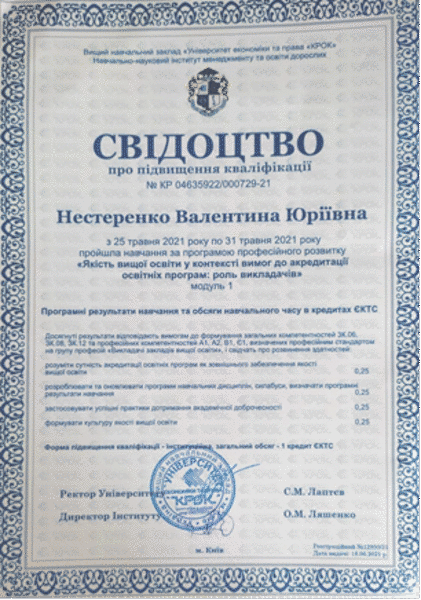 Вищий навчальний заклад «Університет економіки та права «КРОК»
Навчально-науковий інститут менеджменту та освіти дорослих
СВІДОЦТВО
про підвищення кваліфікації
№ КР 04635922/000729-21
Нестеренко Валентина Юріївна
з 25 травня 2021 року по 31 травня 2021 року
пройшла навчання за програмою професійного розвитку
«Якість вищої освіти у контексті вимог до акредитації
освітніх програм: роль викладачів»
модуль 1
Програмні результати навчання та обсяги навчального часу в кредитах ЄКТС
Досягнуті результати відповідають вимогам до формування загальних компетентностей ЗК.06,
ЗК.08, ЗК.12 та професійних компетентностей А1, А2, Б1, Є1, визначених професійним стандартом
на групу професій «Викладачі закладів вищої освіти», і свідчать про розвинення здатностей:
розуміти сутність акредитації освітніх програм як зовнішнього забезпечення якості
вищої освіти 0,25
розробляти та оновлювати програми навчальних дисциплін, силабуси, визначати програмні
результати навчання 0,25
застосовувати успішні практики дотримання академічної доброчесності 0,25
формувати культуру якості вищої освіти 0,25
Форма підвищення кваліфікації - інституційна, загальний обсяг - 1 кредит ЄКТС
Ректор Університету С.М. Лаптєв
Директор Інституту О.М. Ляшенко
УНІВЕРСИТЕТ
"КРОК"
м. Київ
Реєстраційний
Дата видачі: